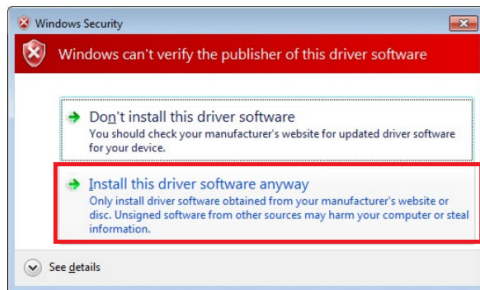 Windows Security
Windows can't verify the publisher of this driver software
Don't install this driver software
You should check your manufacturer's website for updated driver software
for your device.
Install this driver software anyway
Only install driver software obtained from your manufacturer's website or
disc. Unsigned software from other sources may harm your computer or steal
information.
See details